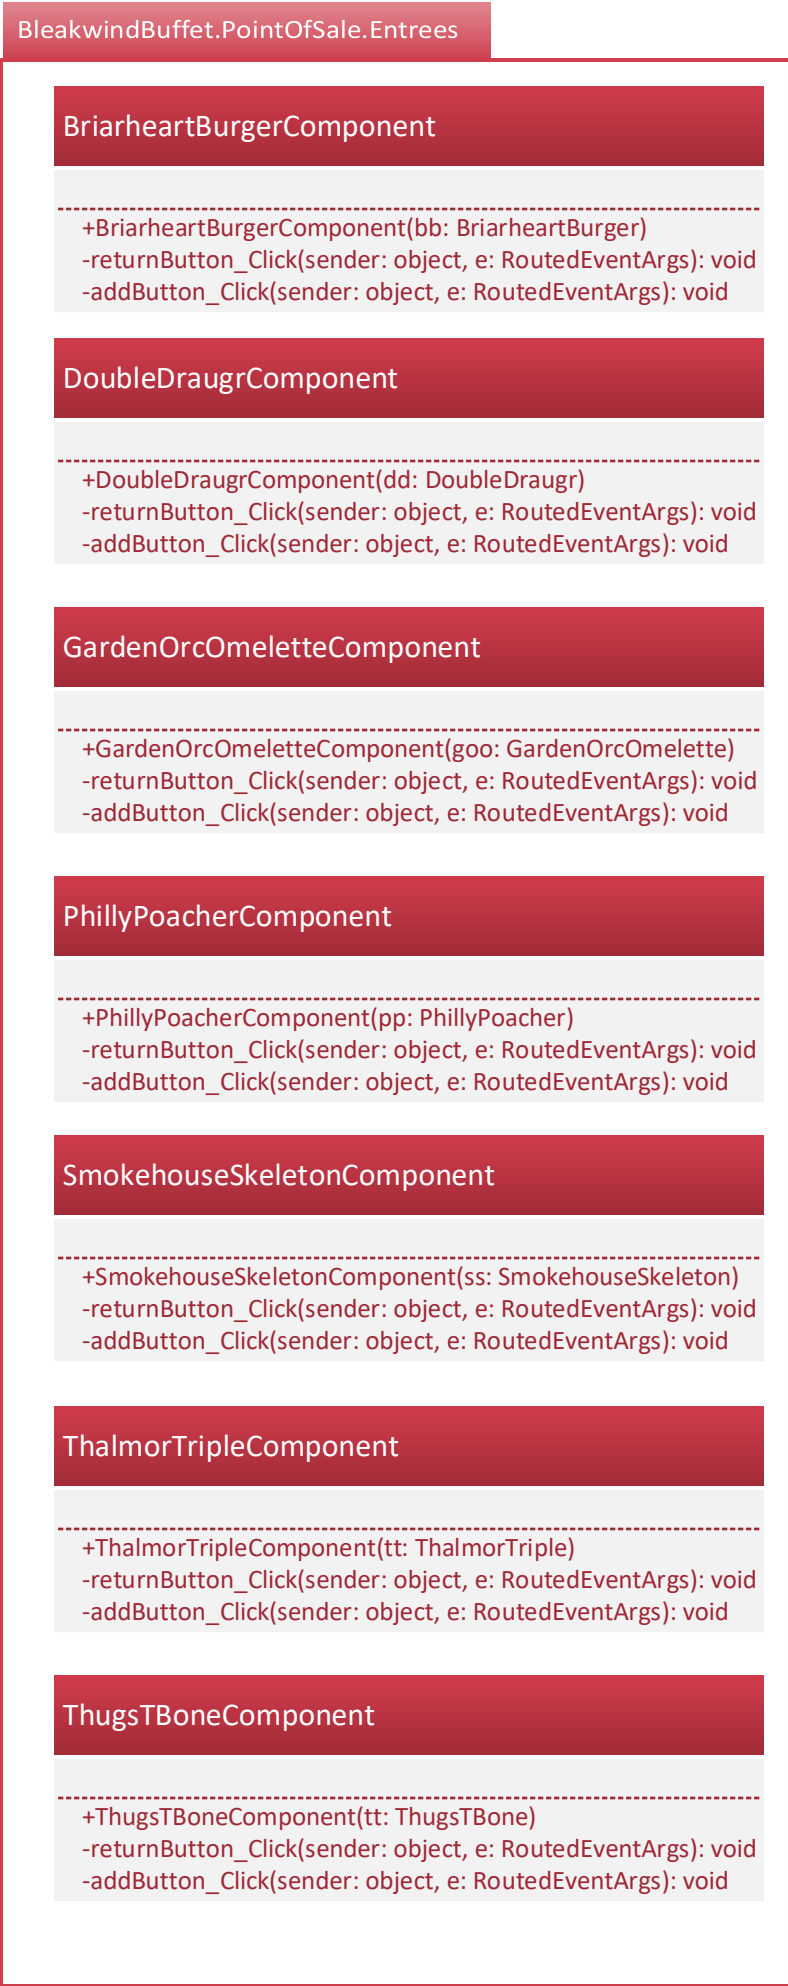 BleakwindBuffet.PointOfSale.Entrees
BriarheartBurgerComponent
+BriarheartBurgerComponent(bb: BriarheartBurger)
-returnButton_Click(sender: object, e: RoutedEventArgs): void
-addButton_Click(sender: object, e: RoutedEventArgs): void
DoubleDraugrComponent
+DoubleDraugrComponent(dd: DoubleDraugr)
-returnButton_Click(sender: object, e: RoutedEventArgs): void
-addButton_Click(sender: object, e: RoutedEventArgs): void
GardenOrcOmeletteComponent
+GardenOrcOmeletteComponent(goo: GardenOrcOmelette)
-returnButton_Click(sender: object, e: RoutedEventArgs): void
-addButton_Click(sender: object, e: RoutedEventArgs): void
PhillyPoacherComponent
+PhillyPoacherComponent(pp: PhillyPoacher)
-returnButton_Click(sender: object, e: RoutedEventArgs): void
-addButton_Click(sender: object, e: RoutedEventArgs): void
SmokehouseSkeletonComponent
+SmokehouseSkeletonComponent(ss: SmokehouseSkeleton)
-returnButton_Click(sender: object, e: RoutedEventArgs): void
-addButton_Click(sender: object, e: RoutedEventArgs): void
ThalmorTripleComponent
+ThalmorTripleComponent(tt: ThalmorTriple)
-returnButton_Click(sender: object, e: RoutedEventArgs): void
-addButton_Click(sender: object, e: RoutedEventArgs): void
ThugsTBoneComponent
+ThugsTBoneComponent(tt: ThugsTBone)
-returnButton_Click(sender: object, e: RoutedEventArgs): void
-addButton_Click(sender: object, e: RoutedEventArgs): void